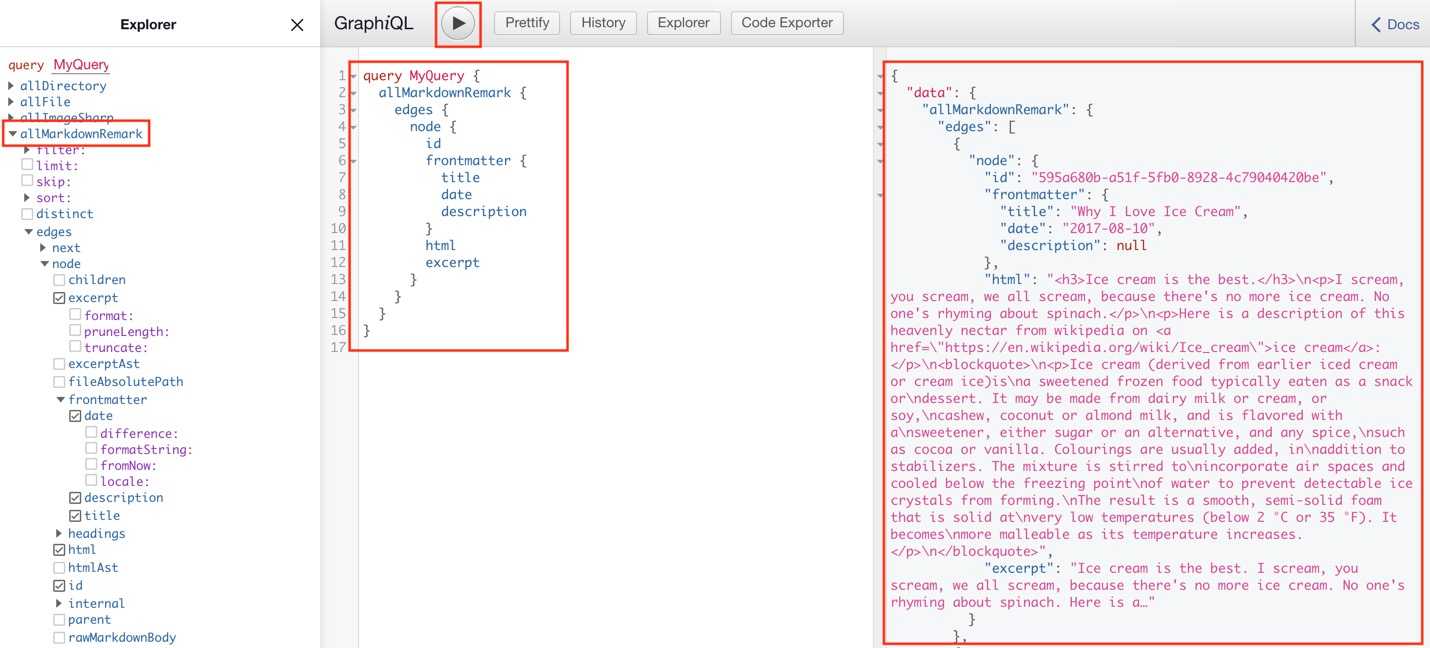 Explorer
GraphiQL
Prettify
History
Explorer
Code Exporter
Docs
query MyQuery
allDirectory
allFile
allImageSharp
allMarkdownRemark
filter:
limit:
skip:
sort:
distinct
edges
next
node
children
excerpt
format:
pruneLength:
truncate:
excerptAst
fileAbsolutePath
frontmatter
date
difference:
formatString:
fromNow:
locale:
description
title
headings
html
htmlAst
id
internal
parent
rawMarkdownBody
1 query MyQuery {
2 allMarkdownRemark {
3 edges {
4 node {
5 id
6 frontmatter {
7 title
8 date
9 description
10 }
11 html
12 excerpt
13 }
14 }
15 }
16 }
17
{
"data": {
"allMarkdownRemark": {
"edges": [
{
"node": {
"id": "595a680b-a51f-5fb0-8928-4c79040420be",
"frontmatter": {
"title": "Why I Love Ice Cream",
"date": "2017-08-10",
"description": null
},
"html": "<h3>Ice cream is the best.</h3>\n<p>I scream,
you scream, we all scream, because there's no more ice cream. No
one's rhyming about spinach.</p>\n<p>Here is a description of this
heavenly nectar from wikipedia on <a
href=\"https://en.wikipedia.org/wiki/Ice_cream\">ice cream</a>:
</p>\n<blockquote>\n<p>Ice cream (derived from earlier iced cream
or cream ice)is\na sweetened frozen food typically eaten as a snack
or\ndessert. It may be made from dairy milk or cream, or
soy,\ncashew, coconut or almond milk, and is flavored with
a\nsweetener, either sugar or an alternative, and any spice,\nsuch
as cocoa or vanilla. Colourings are usually added, in\naddition to
stabilizers. The mixture is stirred to\nincorporate air spaces and
cooled below the freezing point\nof water to prevent detectable ice
crystals from forming.\nThe result is a smooth, semi-solid foam
that is solid at\nvery low temperatures (below 2 °C or 35 °F). It
becomes\nmore malleable as its temperature increases.
</p>\n</blockquote>",
"excerpt": "Ice cream is the best. I scream, you
scream, we all scream, because there's no more ice cream. No one's
rhyming about spinach. Here is a…"
}
},